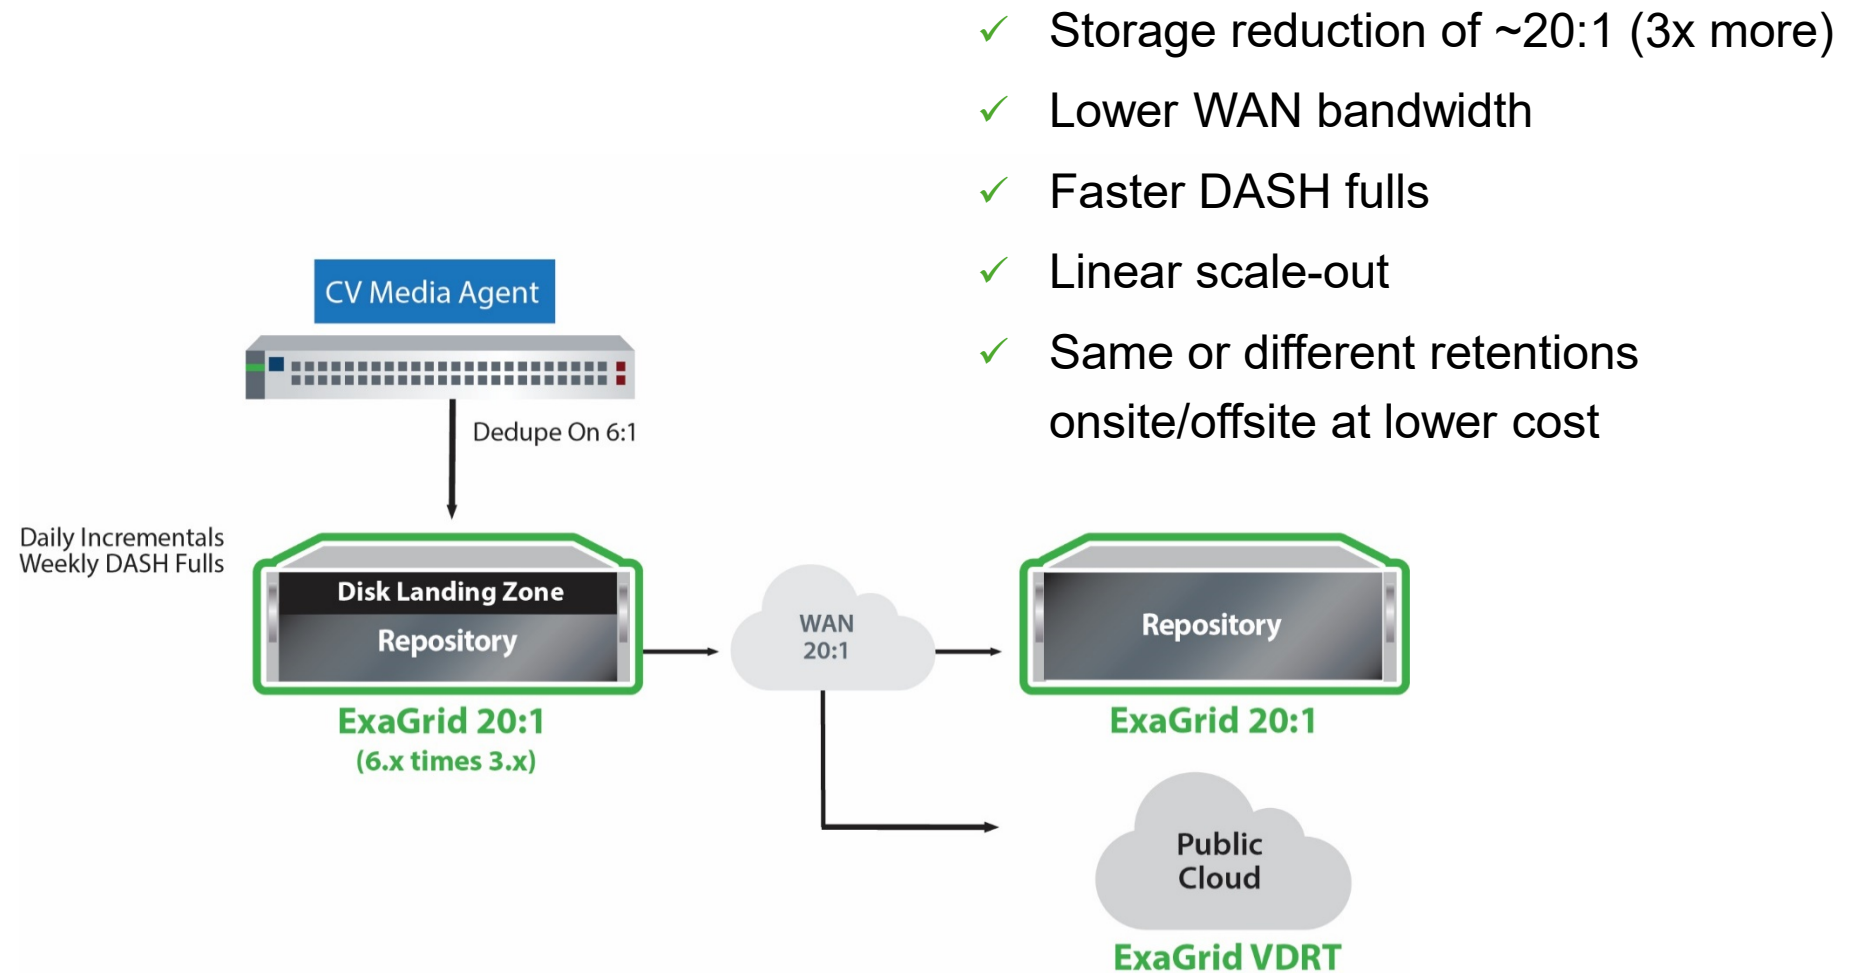 ✓ Storage reduction of ~20:1 (3x more)
✓ Lower WAN bandwidth
✓ Faster DASH fulls
✓ Linear scale-out
✓ Same or different retentions
onsite/offsite at lower cost
CV Media Agent
Dedupe On 6:1
Daily Incrementals
Weekly DASH Fulls
Disk Landing Zone
Repository
ExaGrid 20:1
(6.x times 3.x)
WAN
20:1
Repository
ExaGrid 20:1
Public
Cloud
ExaGrid VDRT